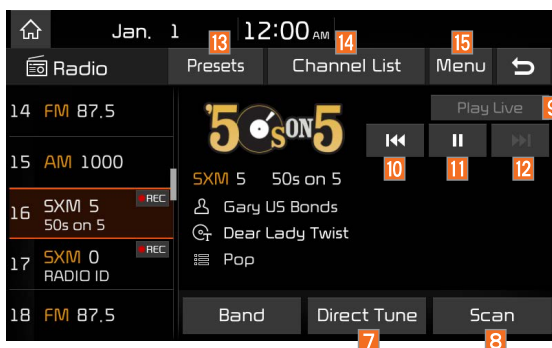 Jan. 1 12:00 AM
13 14 15
Radio Presets Channel List Menu
14 FM 87.5
15 AM 1000
16 SXM 5 REC
50s on 5
17 SXM 0 REC
RADIO ID
18 FM 87.5
'50s ON 5
Play Live 9
10 11 12
SXM 5 50s on 5
Gary US Bonds
Dear Lady Twist
Pop
Band Direct Tune Scan
7 8